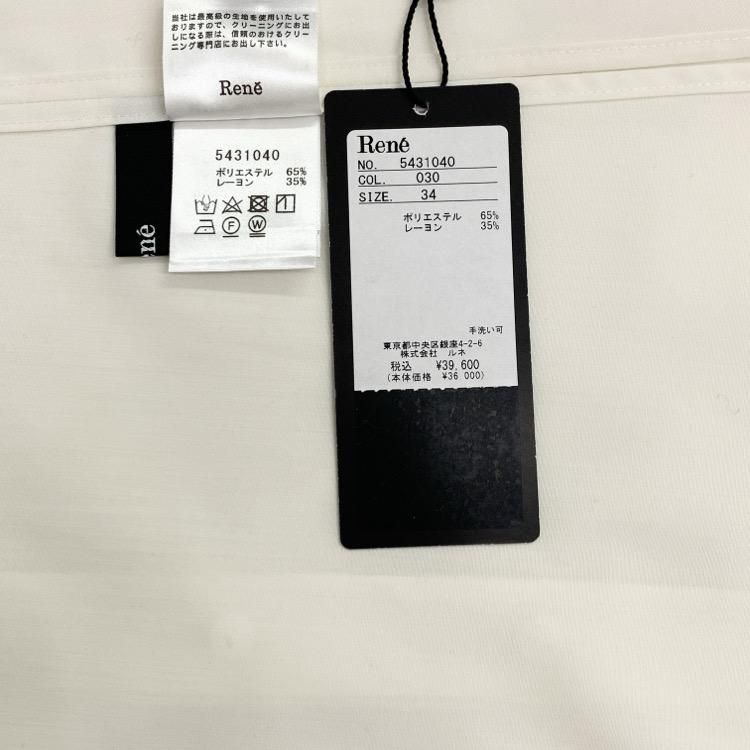 当社は最高級の生地を使用いたして
おりますので、クリーニングにお出
しになる際は、信頼のおけるクリー
ニング専門店にお出し下さい。
René
5431040
ポリエステル 65%
レーヨン 35%
ené
René
NO. 5431040
COL. 030
SIZE. 34
ポリエステル 65%
レーヨン 35%
手洗い可
東京都中央区銀座4-2-6
株式会社 ルネ
税込 ¥39,600
(本体価格 ¥36,000)